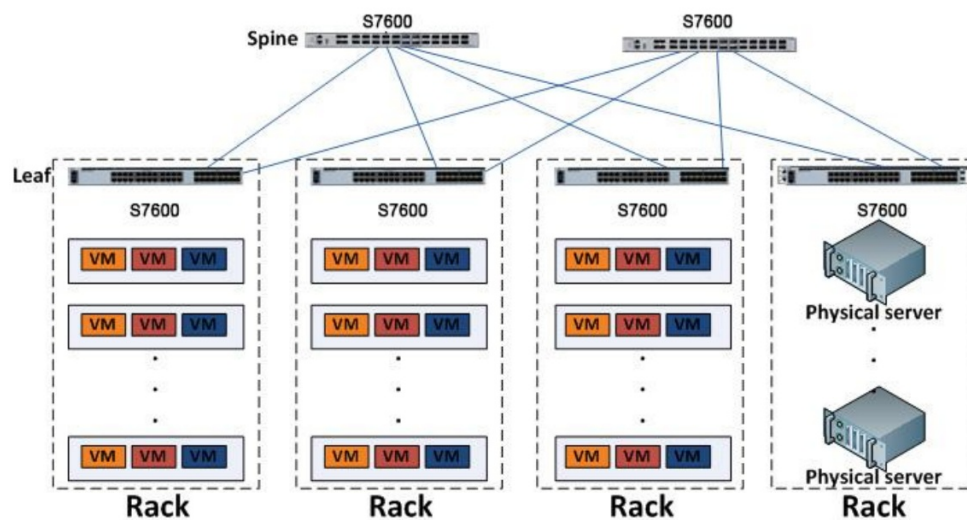 S7600 S7600
Spine
Leaf
S7600 S7600 S7600 S7600
VM VM VM VM VM VM VM VM VM
Physical server
VM VM VM VM VM VM VM VM VM
VM VM VM VM VM VM VM VM VM
Physical server
Rack Rack Rack Rack